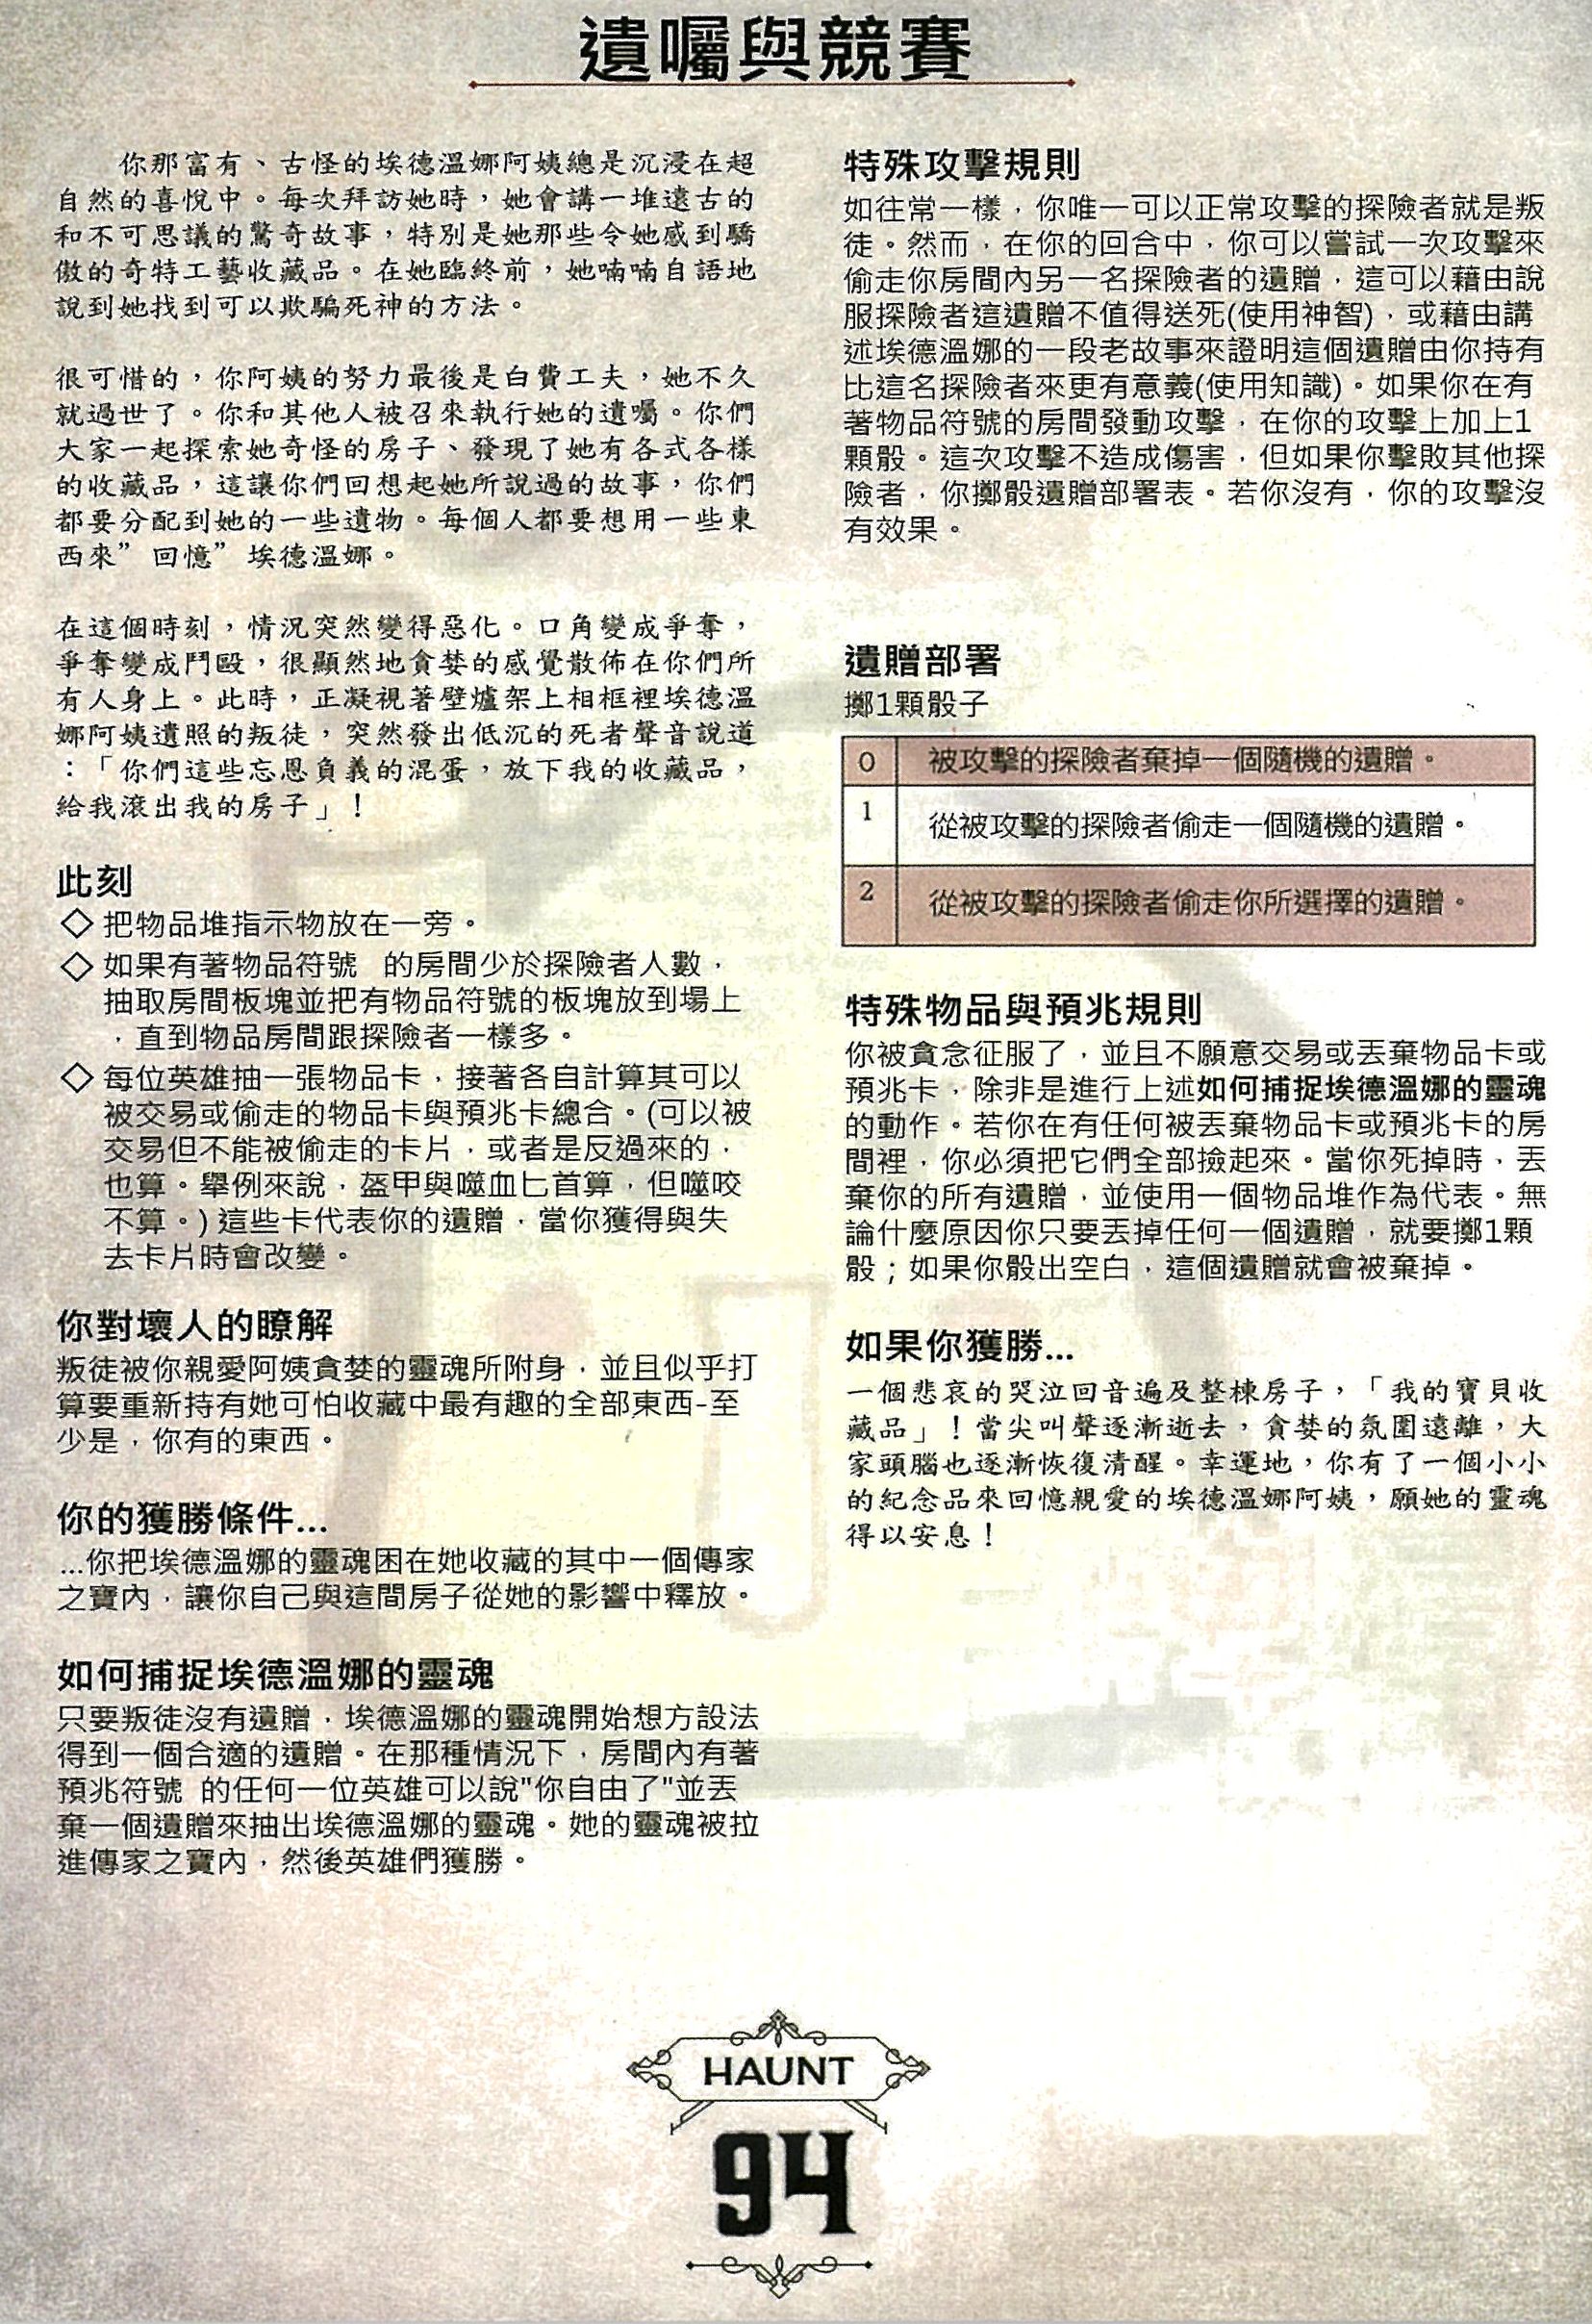 遺囑與競賽
你那富有、古怪的埃德溫娜阿姨總是沉浸在超
自然的喜悅中。每次拜訪她時，她會講一堆遠古的
和不可思議的驚奇故事，特別是她那些令她感到驕
傲的奇特工藝收藏品。在她臨終前，她喃喃自語地
說到她找到可以欺騙死神的方法。
很可惜的，你阿姨的努力最後是白費工夫，她不久
就過世了。你和其他人被召來執行她的遺囑。你們
大家一起探索她奇怪的房子、發現了她有各式各樣
的收藏品，這讓你們回想起她所說過的故事，你們
都要分配到她的一些遺物。每個人都要想用一些東
西來”回憶”埃德溫娜。
在這個時刻，情況突然變得惡化。口角變成爭奪，
爭奪變成鬥毆，很顯然地貪婪的感覺散佈在你們所
有人身上。此時，正凝視著壁爐架上相框裡埃德溫
娜阿姨遺照的叛徒，突然發出低沉的死者聲音說道
：「你們這些忘恩負義的混蛋，放下我的收藏品，
給我滾出我的房子」！
此刻
◇ 把物品堆指示物放在一旁。
◇ 如果有著物品符號 的房間少於探險者人數，
抽取房間板塊並把有物品符號的板塊放到場上
，直到物品房間跟探險者一樣多。
◇ 每位英雄抽一張物品卡，接著各自計算其可以
被交易或偷走的物品卡與預兆卡總合。(可以被
交易但不能被偷走的卡片，或者是反過來的，
也算。舉例來說，盔甲與噬血匕首算，但噬咬
不算。) 這些卡代表你的遺贈，當你獲得與失
去卡片時會改變。
你對壞人的瞭解
叛徒被你親愛阿姨貪婪的靈魂所附身，並且似乎打
算要重新持有她可怕收藏中最有趣的全部東西-至
少是，你有的東西。
你的獲勝條件...
...你把埃德溫娜的靈魂困在她收藏的其中一個傳家
之寶內，讓你自己與這間房子從她的影響中釋放。
如何捕捉埃德溫娜的靈魂
只要叛徒沒有遺贈，埃德溫娜的靈魂開始想方設法
得到一個合適的遺贈。在那種情況下，房間內有著
預兆符號 的任何一位英雄可以說"你自由了"並丟
棄一個遺贈來抽出埃德溫娜的靈魂。她的靈魂被拉
進傳家之寶內，然後英雄們獲勝。
特殊攻擊規則
如往常一樣，你唯一可以正常攻擊的探險者就是叛
徒。然而，在你的回合中，你可以嘗試一次攻擊來
偷走你房間內另一名探險者的遺贈，這可以藉由說
服探險者這遺贈不值得送死(使用神智)，或藉由講
述埃德溫娜的一段老故事來證明這個遺贈由你持有
比這名探險者來更有意義(使用知識)。如果你在有
著物品符號的房間發動攻擊，在你的攻擊上加上1
顆骰。這次攻擊不造成傷害，但如果你擊敗其他探
險者，你擲骰遺贈部署表。若你沒有，你的攻擊沒
有效果。
遺贈部署
擲1顆骰子
0 被攻擊的探險者棄掉一個隨機的遺贈。
1 從被攻擊的探險者偷走一個隨機的遺贈。
2 從被攻擊的探險者偷走你所選擇的遺贈。
特殊物品與預兆規則
你被貪念征服了，並且不願意交易或丟棄物品卡或
預兆卡，除非是進行上述如何捕捉埃德溫娜的靈魂
的動作。若你在有任何被丟棄物品卡或預兆卡的房
間裡，你必須把它們全部撿起來。當你死掉時，丟
棄你的所有遺贈，並使用一個物品堆作為代表。無
論什麼原因你只要丟掉任何一個遺贈，就要擲1顆
骰；如果你骰出空白，這個遺贈就會被棄掉。
如果你獲勝...
一個悲哀的哭泣回音遍及整棟房子，「我的寶貝收
藏品」！當尖叫聲逐漸逝去，貪婪的氛圍遠離，大
家頭腦也逐漸恢復清醒。幸運地，你有了一個小小
的紀念品來回憶親愛的埃德溫娜阿姨，願她的靈魂
得以安息！
HAUNT
94